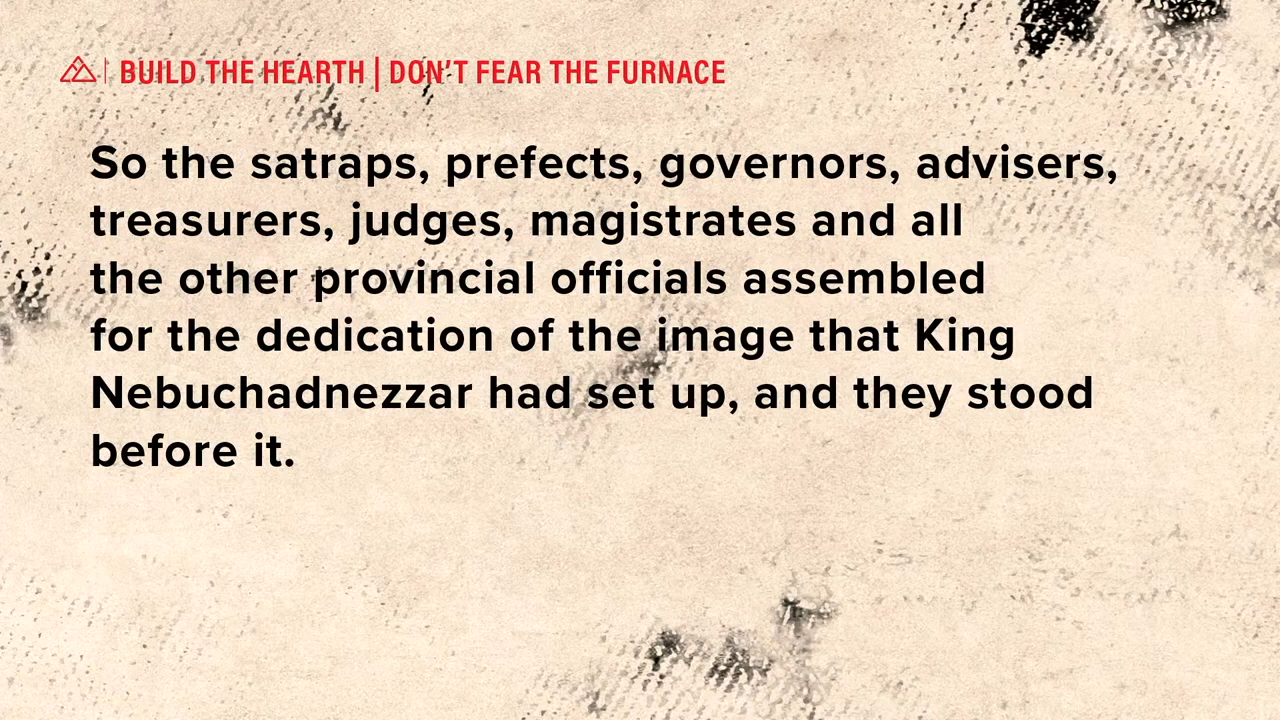 BUILD THE HEARTH | DON'T FEAR THE FURNACE
So the satraps, prefects, governors, advisers,
treasurers, judges, magistrates and all
the other provincial officials assembled
for the dedication of the image that King
Nebuchadnezzar had set up, and they stood
before it.